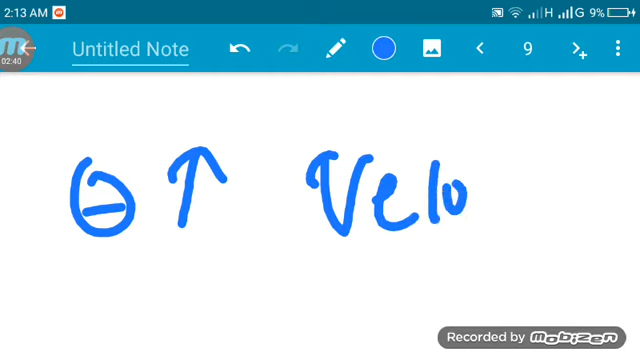 2:13 AM H G 9%
02:40
Untitled Note 9
θ ↑ Velo
Recorded by mobizen